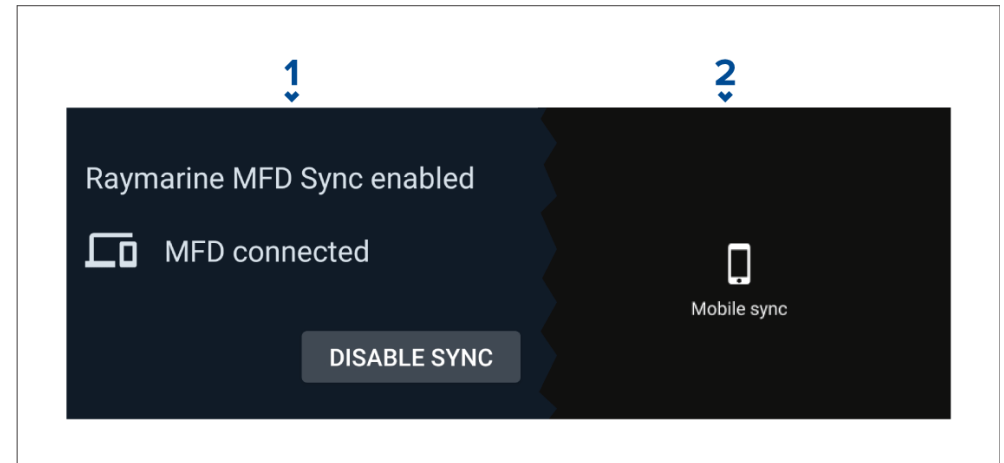 1
2
Raymarine MFD Sync enabled
MFD connected
DISABLE SYNC
Mobile sync